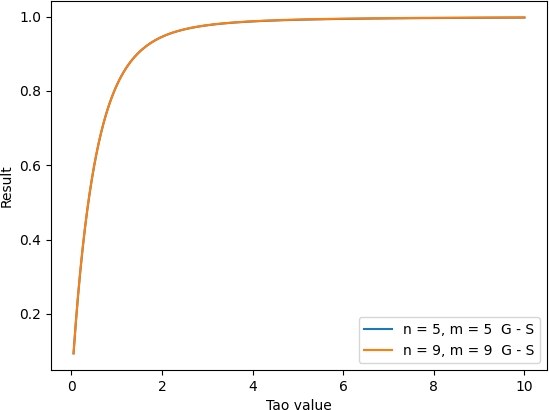 1.0
0.8
0.6
0.4
0.2
Result
0 2 4 6 8 10
Tao value
n = 5, m = 5 G - S
n = 9, m = 9 G - S